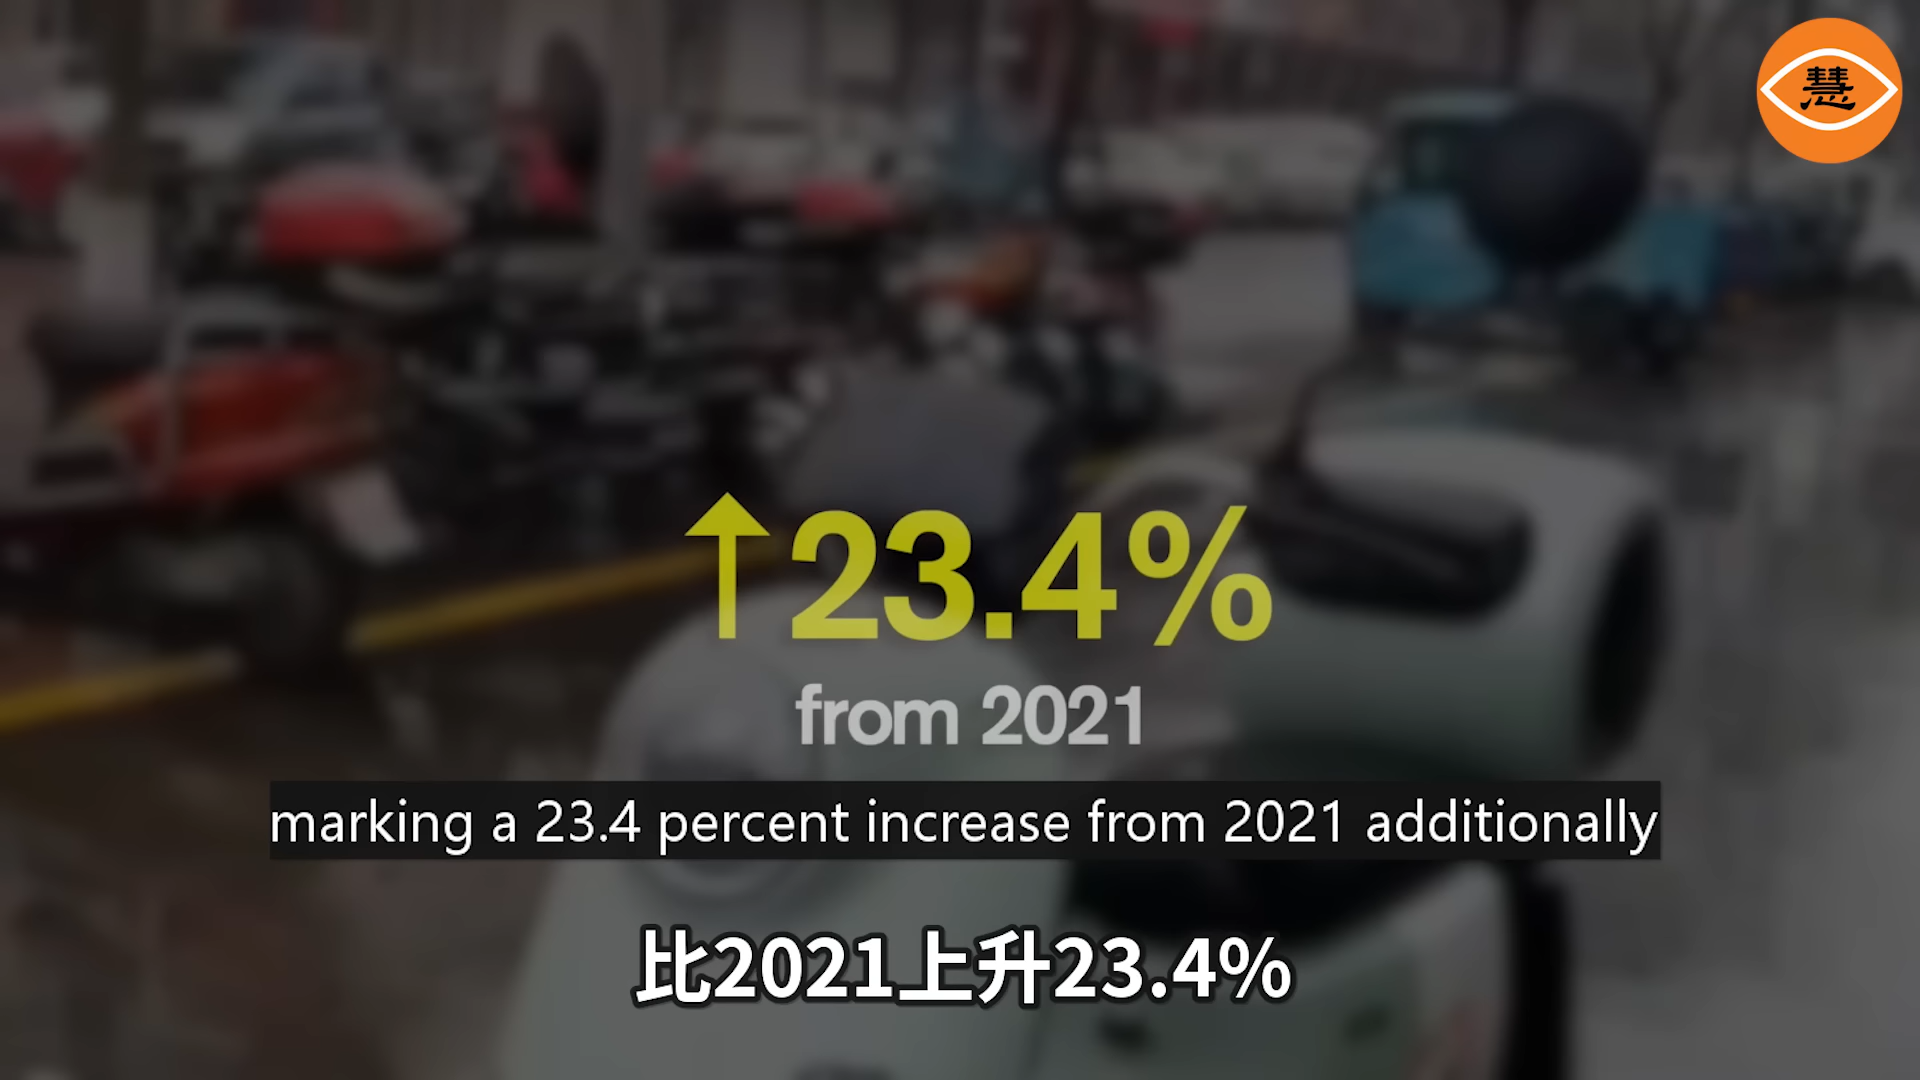 慧
↑23.4%
from 2021
marking a 23.4 percent increase from 2021 additionally
比2021上升23.4%